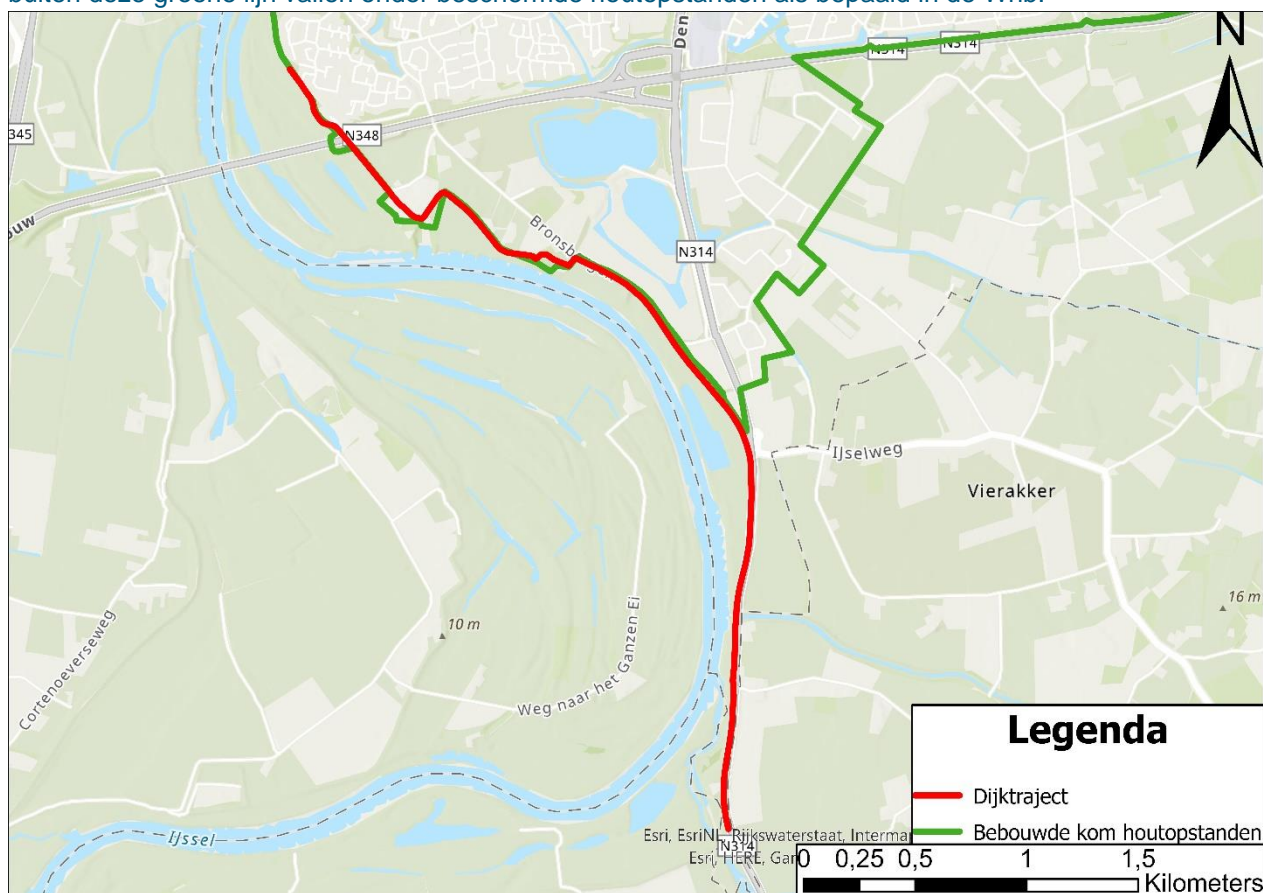 buiten deze groene lijn vallen onder beschermde houtopstanden als bepaald in de Wnb.
N
Den
N314
N314
N348
345
ouw
Bronsberg
N314
IJselweg
Vierakker
10 m
16 m
Cortenoeverseweg
Weg naar het Ganzen Ei
IJssel
Legenda
Dijktraject
Bebouwde kom houtopstanden
Esri, EsriNL, Rijkswaterstaat, Interma
N314
Esri, HERE, Gar
0 0,25 0,5 1 1,5
Kilometers